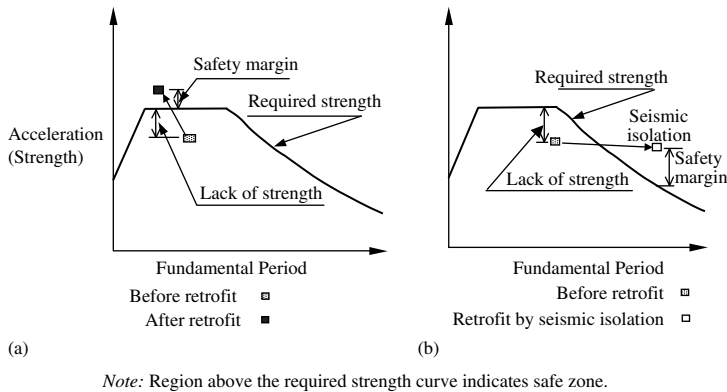 Safety margin
Required strength
Acceleration
(Strength)
Lack of strength
Fundamental Period
Before retrofit
After retrofit
(a)
Required strength
Seismic
isolation
Safety
margin
Lack of strength
Fundamental Period
Before retrofit
Retrofit by seismic isolation
(b)
Note: Region above the required strength curve indicates safe zone.